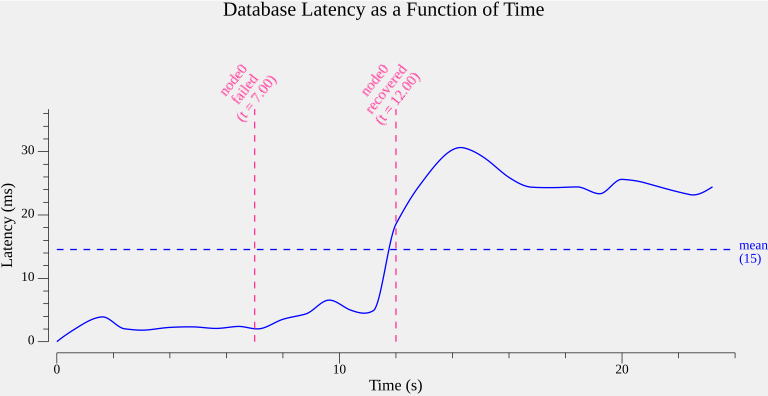 Database Latency as a Function of Time
node0
failed
(t = 7.00)
node0
recovered
(t = 12.00)
30
20
10
0
Latency (ms)
mean
(15)
0
10
20
Time (s)